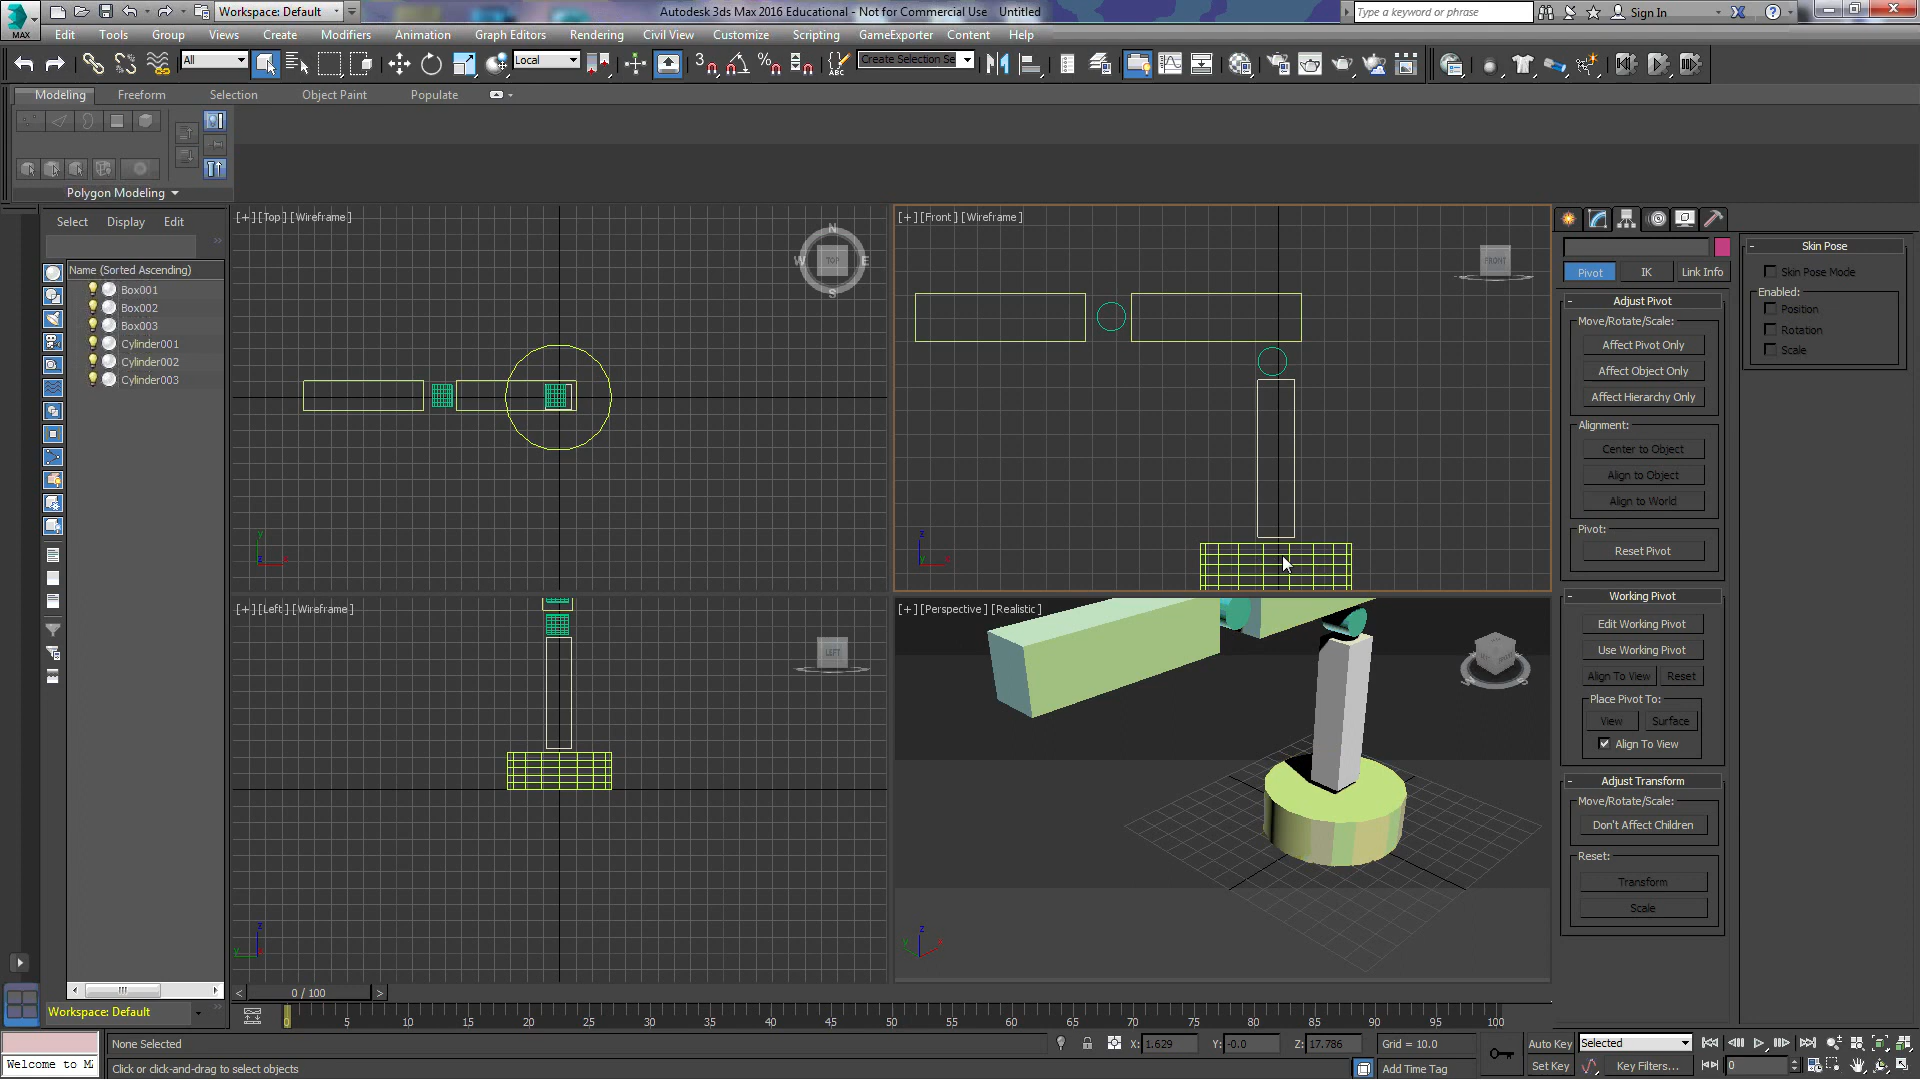 Workspace: Default
Autodesk 3ds Max 2016 Educational - Not for Commercial Use Untitled
Type a keyword or phrase
Sign In
MAX
Edit Tools Group Views Create Modifiers Animation Graph Editors Rendering Civil View Customize Scripting GameExporter Content Help
All
Local
3
ABC
Create Selection Se
Modeling Freeform Selection Object Paint Populate
Polygon Modeling
Select Display Edit
Name (Sorted Ascending)
Box001
Box002
Box003
Cylinder001
Cylinder002
Cylinder003
Workspace: Default
[+] [Top] [Wireframe]
N
W TOP E
S
[+] [Front] [Wireframe]
FRONT
[+] [Left] [Wireframe]
LEFT
[+] [Perspective] [Realistic]
Pivot IK Link Info
Adjust Pivot
Move/Rotate/Scale:
Affect Pivot Only
Affect Object Only
Affect Hierarchy Only
Alignment:
Center to Object
Align to Object
Align to World
Pivot:
Reset Pivot
Working Pivot
Edit Working Pivot
Use Working Pivot
Align To View Reset
Place Pivot To:
View Surface
Align To View
Adjust Transform
Move/Rotate/Scale:
Don't Affect Children
Reset:
Transform
Scale
Skin Pose
Skin Pose Mode
Enabled:
Position
Rotation
Scale
0 / 100
0 5 10 15 20 25 30 35 40 45 50 55 60 65 70 75 80 85 90 95 100
None Selected
X: 1.629 Y: -0.0 Z: 17.786 Grid = 10.0
Auto Key Selected
Welcome to M
Click or click-and-drag to select objects
Add Time Tag
Set Key Key Filters... 0